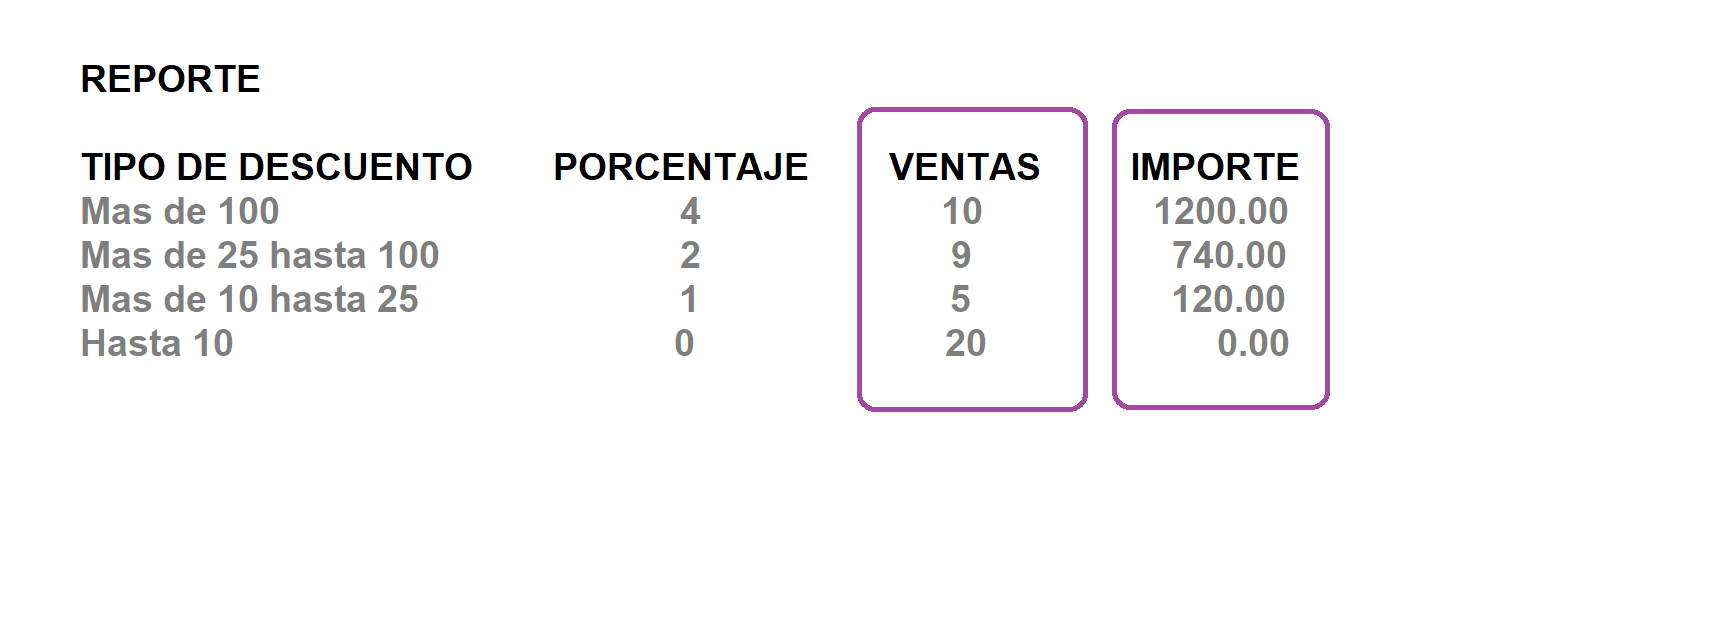 REPORTE
TIPO DE DESCUENTO PORCENTAJE VENTAS IMPORTE
Mas de 100 4 10 1200.00
Mas de 25 hasta 100 2 9 740.00
Mas de 10 hasta 25 1 5 120.00
Hasta 10 0 20 0.00